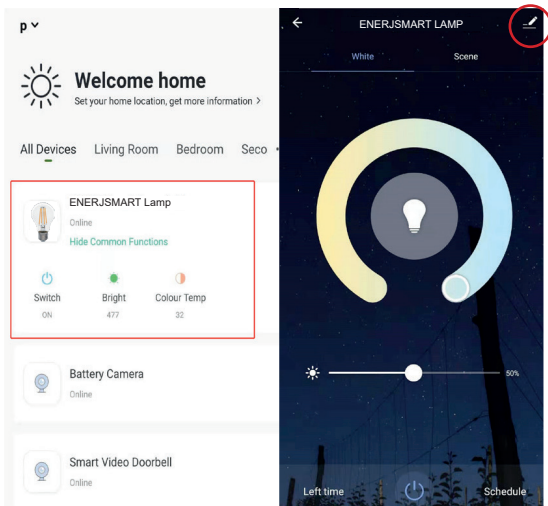 p
Welcome home
Set your home location, get more information >
All Devices Living Room Bedroom Seco
ENERJSMART Lamp
Online
Hide Common Functions
Switch Bright Colour Temp
ON 477 32
Battery Camera
Online
Smart Video Doorbell
Online
ENERJSMART LAMP
White Scene
50%
Left time Schedule